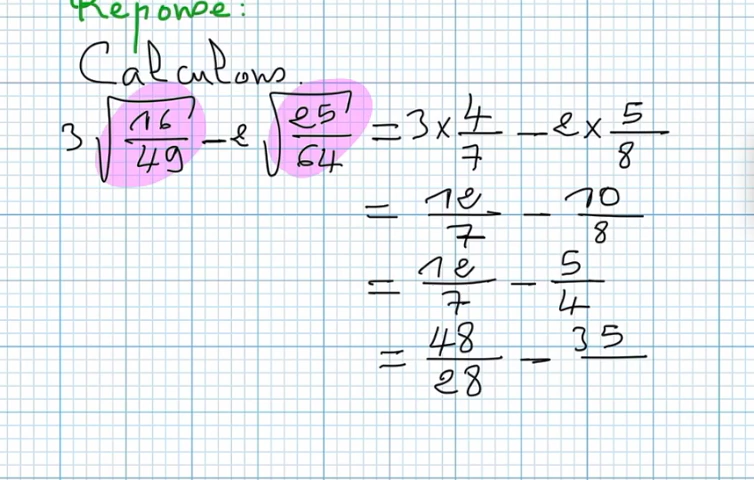 Réponse:
Calculons.
3√(16/49) - 2√(25/64) = 3 × 4/7 - 2 × 5/8
= 12/7 - 10/8
= 12/7 - 5/4
= 48/28 - 35/